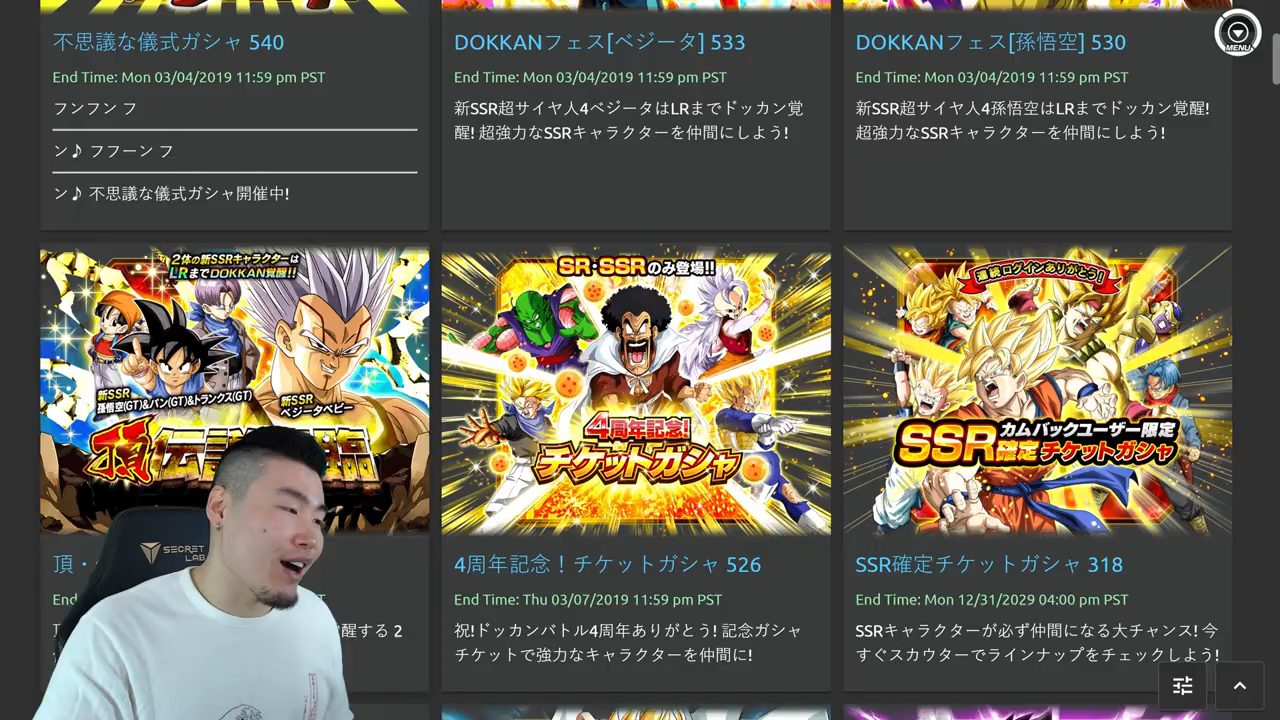 MENU
不思議な儀式ガシャ 540
End Time: Mon 03/04/2019 11:59 pm PST
フンフン フ
ン♪ フフーン フ
ン♪ 不思議な儀式ガシャ開催中!
DOKKANフェス[ベジータ] 533
End Time: Mon 03/04/2019 11:59 pm PST
新SSR超サイヤ人4ベジータはLRまでドッカン覚
醒! 超強力なSSRキャラクターを仲間にしよう!
DOKKANフェス[孫悟空] 530
End Time: Mon 03/04/2019 11:59 pm PST
新SSR超サイヤ人4孫悟空はLRまでドッカン覚醒!
超強力なSSRキャラクターを仲間にしよう!
2体の新SSRキャラクターは
LRまでDOKKAN覚醒!!
新SSR
孫悟空(GT)&パン(GT)&トランクス(GT)
新SSR
ベジータベビー
頂
頂・
End
T
醒する 2
SR・SSRのみ登場!!
4周年記念!
チケットガシャ
4周年記念！チケットガシャ 526
End Time: Thu 03/07/2019 11:59 pm PST
祝!ドッカンバトル4周年ありがとう! 記念ガシャ
チケットで強力なキャラクターを仲間に!
連続ログインありがとう!
カムバックユーザー限定
SSR確定チケットガシャ
SSR確定チケットガシャ 318
End Time: Mon 12/31/2029 04:00 pm PST
SSRキャラクターが必ず仲間になる大チャンス! 今
すぐスカウターでラインナップをチェックしよう!
SECRET
LAB